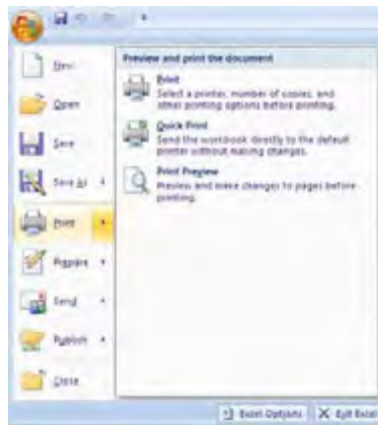 New
Open
Save
Save As
Print
Prepare
Send
Publish
Close
Preview and print the document
Print
Select a printer, number of copies, and
other printing options before printing.
Quick Print
Send the workbook directly to the default
printer without making changes.
Print Preview
Preview and make changes to pages before
printing.
Excel Options
Exit Excel